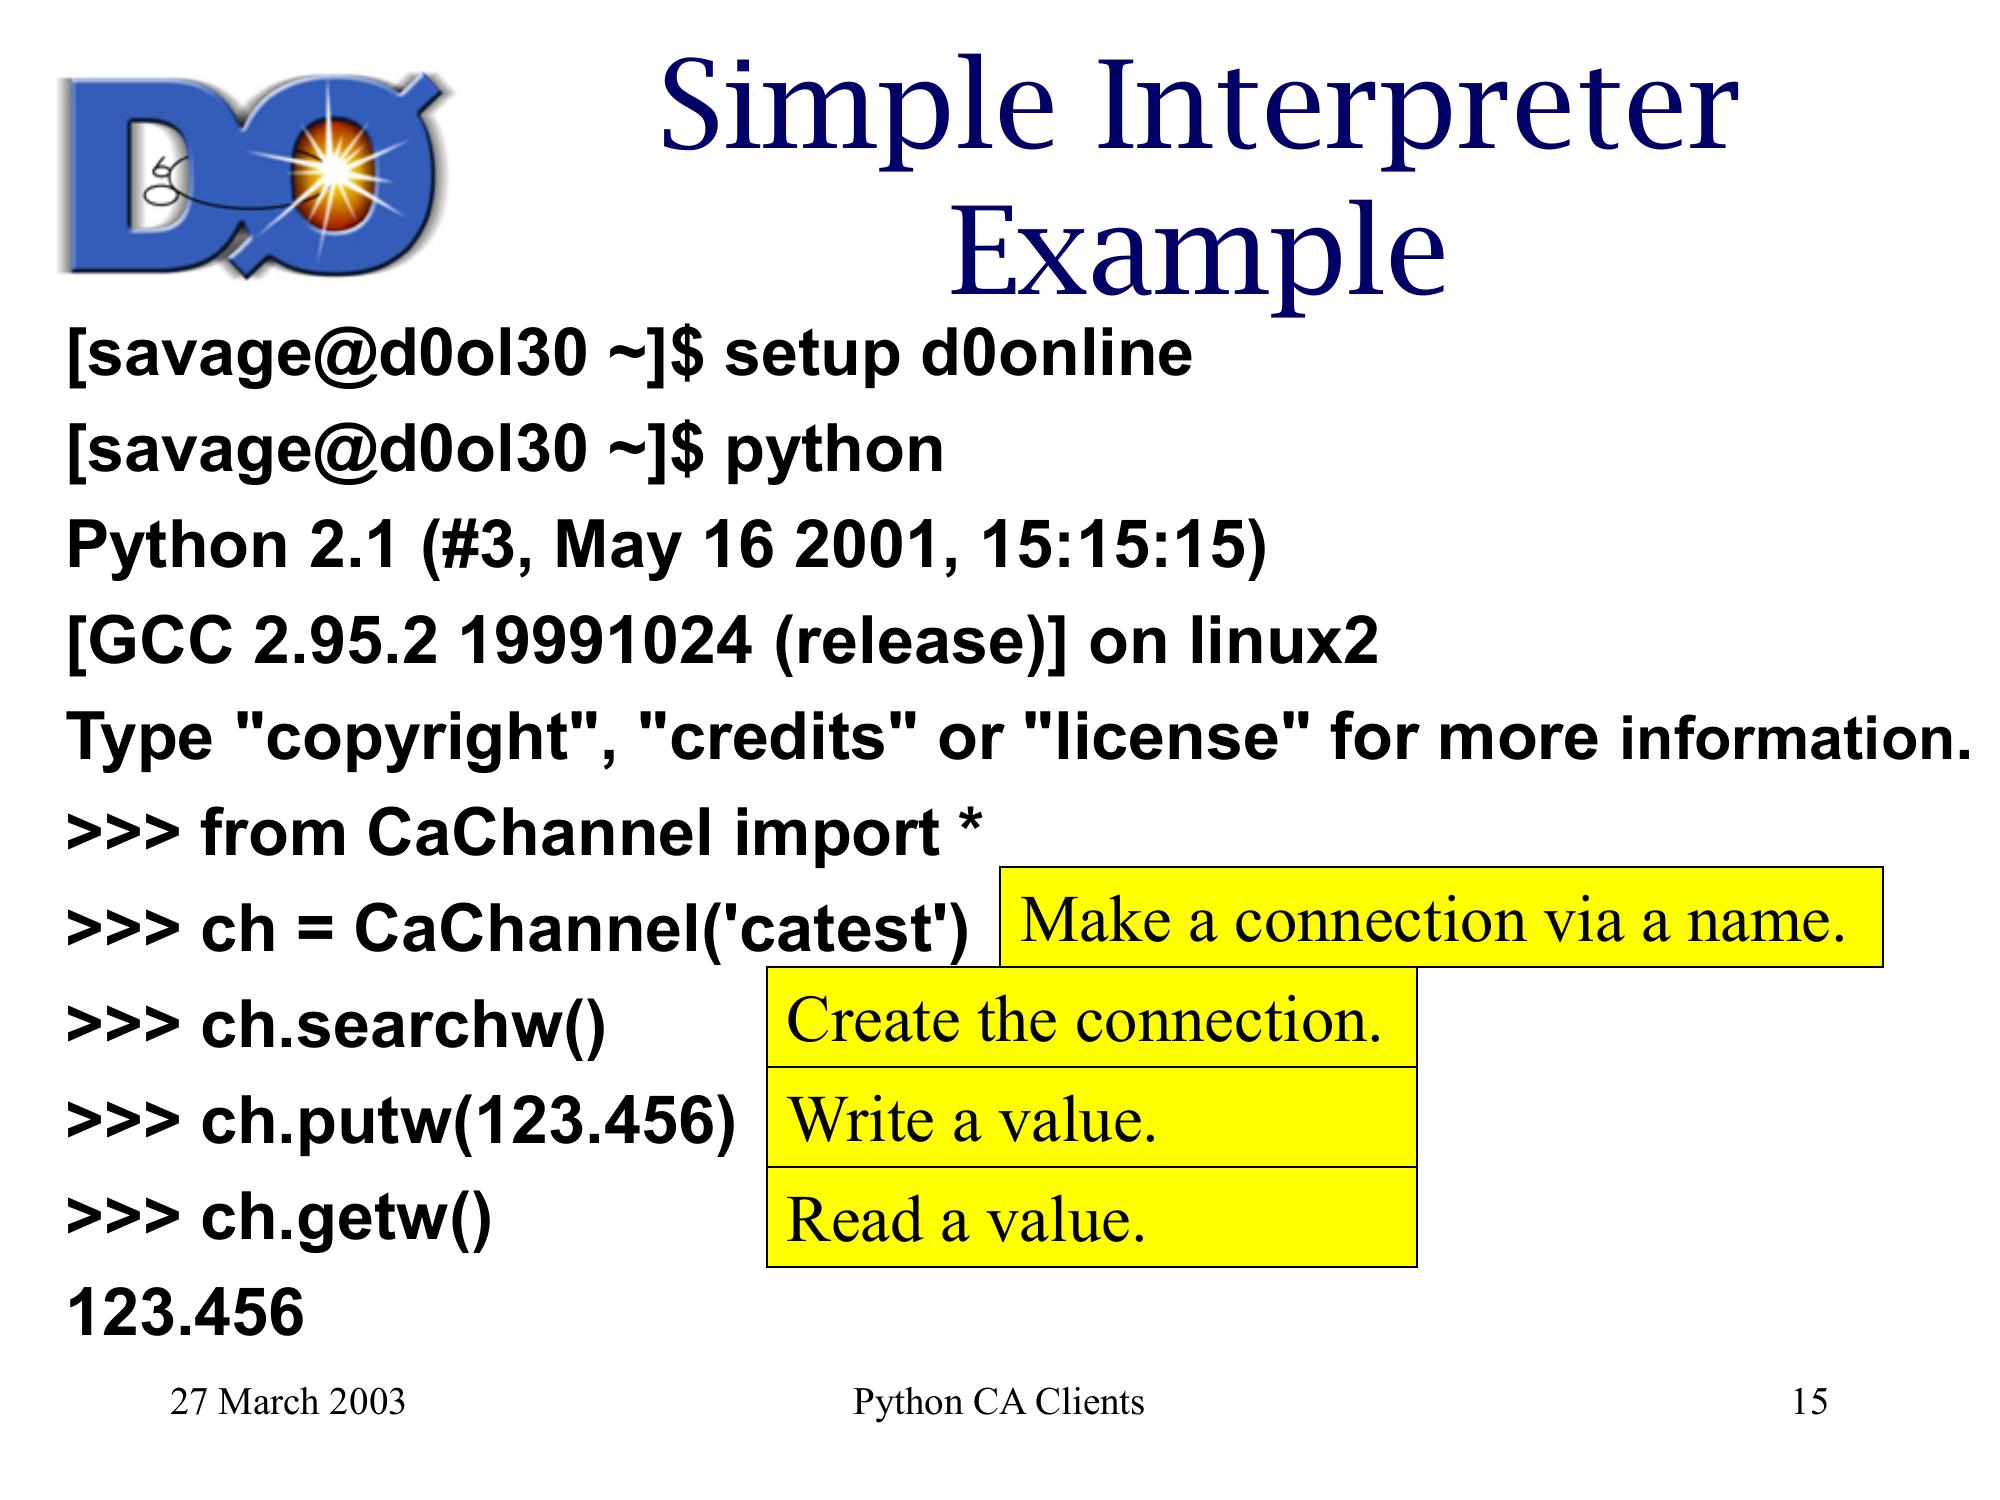 DØ
Simple Interpreter
Example
[savage@d0ol30 ~]$ setup d0online
[savage@d0ol30 ~]$ python
Python 2.1 (#3, May 16 2001, 15:15:15)
[GCC 2.95.2 19991024 (release)] on linux2
Type "copyright", "credits" or "license" for more information.
>>> from CaChannel import *
>>> ch = CaChannel('catest') Make a connection via a name.
>>> ch.searchw() Create the connection.
>>> ch.putw(123.456) Write a value.
>>> ch.getw() Read a value.
123.456
27 March 2003 Python CA Clients 15